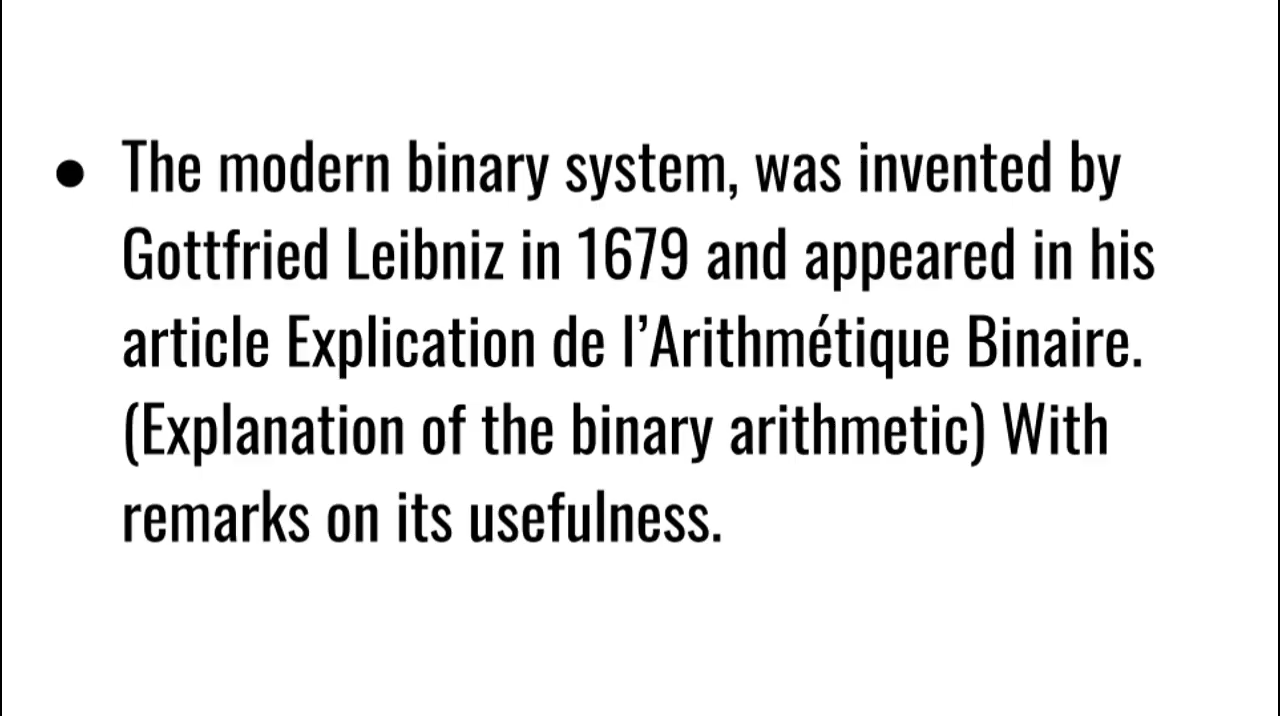 ● The modern binary system, was invented by
Gottfried Leibniz in 1679 and appeared in his
article Explication de l’Arithmétique Binaire.
(Explanation of the binary arithmetic) With
remarks on its usefulness.